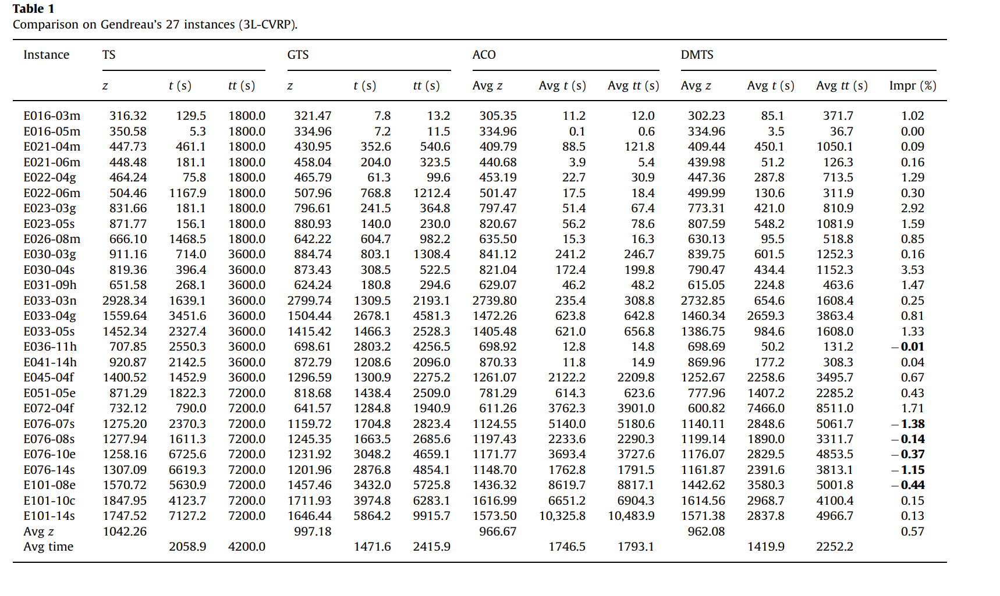 Table 1
Comparison on Gendreau's 27 instances (3L-CVRP).
Instance TS GTS ACO DMTS
z t (s) tt (s) z t (s) tt (s) Avg z Avg t (s) Avg tt (s) Avg z Avg t (s) Avg tt (s) Impr (%)
E016-03m 316.32 129.5 1800.0 321.47 7.8 13.2 305.35 11.2 12.0 302.23 85.1 371.7 1.02
E016-05m 350.58 5.3 1800.0 334.96 7.2 11.5 334.96 0.1 0.6 334.96 3.5 36.7 0.00
E021-04m 447.73 461.1 1800.0 430.95 352.6 540.6 409.79 88.5 121.8 409.44 450.1 1050.1 0.09
E021-06m 448.48 181.1 1800.0 458.04 204.0 323.5 440.68 3.9 5.4 439.98 51.2 126.3 0.16
E022-04g 464.24 75.8 1800.0 465.79 61.3 99.6 453.19 22.7 30.9 447.36 287.8 713.5 1.29
E022-06m 504.46 1167.9 1800.0 507.96 768.8 1212.4 501.47 17.5 18.4 499.99 130.6 311.9 0.30
E023-03g 831.66 181.1 1800.0 796.61 241.5 364.8 797.47 51.4 67.4 773.31 421.0 810.9 2.92
E023-05s 871.77 156.1 1800.0 880.93 140.0 230.0 820.67 56.2 78.6 807.59 548.2 1081.9 1.59
E026-08m 666.10 1468.5 1800.0 642.22 604.7 982.2 635.50 15.3 16.3 630.13 95.5 518.8 0.85
E030-03g 911.16 714.0 3600.0 884.74 803.1 1308.4 841.12 241.2 246.7 839.75 601.5 1252.3 0.16
E030-04s 819.36 396.4 3600.0 873.43 308.5 522.5 821.04 172.4 199.8 790.47 434.4 1152.3 3.53
E031-09h 651.58 268.1 3600.0 624.24 180.8 294.6 629.07 46.2 48.2 615.05 224.8 463.6 1.47
E033-03n 2928.34 1639.1 3600.0 2799.74 1309.5 2193.1 2739.80 235.4 308.8 2732.85 654.6 1608.4 0.25
E033-04g 1559.64 3451.6 3600.0 1504.44 2678.1 4581.3 1472.26 623.8 642.8 1460.34 2659.3 3863.4 0.81
E033-05s 1452.34 2327.4 3600.0 1415.42 1466.3 2528.3 1405.48 621.0 656.8 1386.75 984.6 1608.0 1.33
E036-11h 707.85 2550.3 3600.0 698.61 2803.2 4256.5 698.92 12.8 14.8 698.69 50.2 131.2 −0.01
E041-14h 920.87 2142.5 3600.0 872.79 1208.6 2096.0 870.33 11.8 14.9 869.96 177.2 308.3 0.04
E045-04f 1400.52 1452.9 3600.0 1296.59 1300.9 2275.2 1261.07 2122.2 2209.8 1252.67 2258.6 3495.7 0.67
E051-05e 871.29 1822.3 7200.0 818.68 1438.4 2509.0 781.29 614.3 623.6 777.96 1407.2 2285.2 0.43
E072-04f 732.12 790.0 7200.0 641.57 1284.8 1940.9 611.26 3762.3 3901.0 600.82 7466.0 8511.0 1.71
E076-07s 1275.20 2370.3 7200.0 1159.72 1704.8 2823.4 1124.55 5140.0 5180.6 1140.11 2848.6 5061.7 −1.38
E076-08s 1277.94 1611.3 7200.0 1245.35 1663.5 2685.6 1197.43 2233.6 2290.3 1199.14 1890.0 3311.7 −0.14
E076-10e 1258.16 6725.6 7200.0 1231.92 3048.2 4659.1 1171.77 3693.4 3727.6 1176.07 2829.5 4853.5 −0.37
E076-14s 1307.09 6619.3 7200.0 1201.96 2876.8 4854.1 1148.70 1762.8 1791.5 1161.87 2391.6 3813.1 −1.15
E101-08e 1570.72 5630.9 7200.0 1457.46 3432.0 5725.8 1436.32 8619.7 8817.1 1442.62 3580.3 5001.8 −0.44
E101-10c 1847.95 4123.7 7200.0 1711.93 3974.8 6283.1 1616.99 6651.2 6904.3 1614.56 2968.7 4100.4 0.15
E101-14s 1747.52 7127.2 7200.0 1646.44 5864.2 9915.7 1573.50 10,325.8 10,483.9 1571.38 2837.8 4966.7 0.13
Avg z 1042.26 997.18 966.67 962.08 0.57
Avg time 2058.9 4200.0 1471.6 2415.9 1746.5 1793.1 1419.9 2252.2